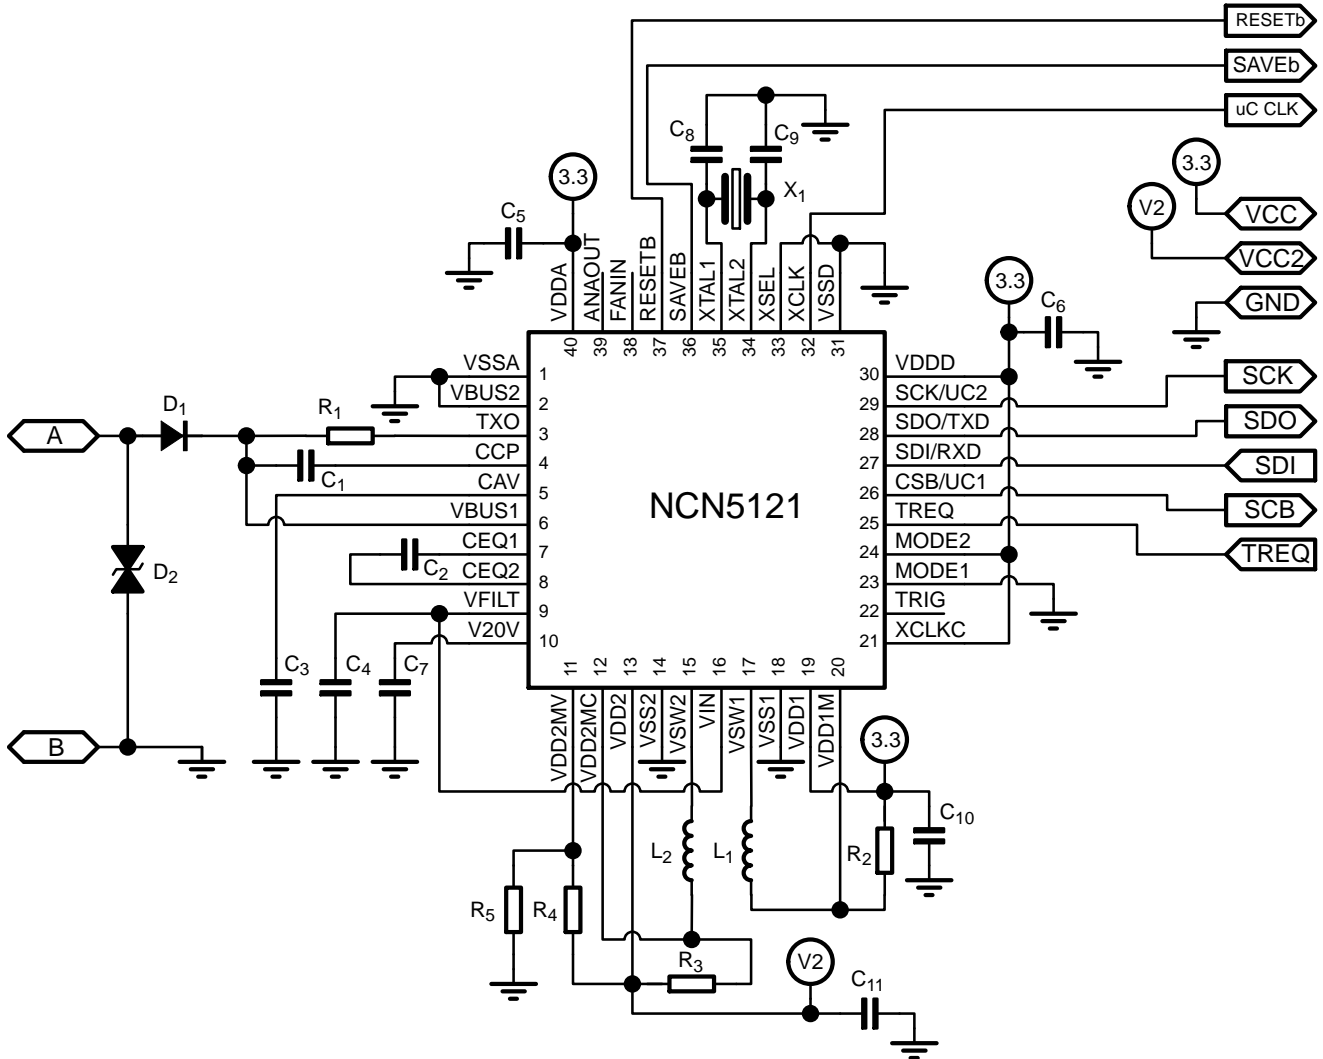 RESETb
SAVEb
uC CLK
C8
C9
X1
3.3
3.3
V2
VCC
VCC2
GND
C5
3.3
C6
VDDA
ANAOUT
FANIN
RESETB
SAVEB
XTAL1
XTAL2
XSEL
XCLK
VSSD
40
39
38
37
36
35
34
33
32
31
VSSA 1
VBUS2 2
TXO 3
CCP 4
CAV 5
VBUS1 6
CEQ1 7
CEQ2 8
VFILT 9
V20V 10
NCN5121
30 VDDD
29 SCK/UC2
28 SDO/TXD
27 SDI/RXD
26 CSB/UC1
25 TREQ
24 MODE2
23 MODE1
22 TRIG
21 XCLKC
SCK
SDO
SDI
SCB
TREQ
A
D1
R1
C1
D2
C2
C3
C4
C7
B
11
12
13
14
15
16
17
18
19
20
VDD2MV
VDD2MC
VDD2
VSS2
VSW2
VIN
VSW1
VSS1
VDD1
VDD1M
3.3
C10
L2
L1
R2
R5
R4
R3
V2
C11